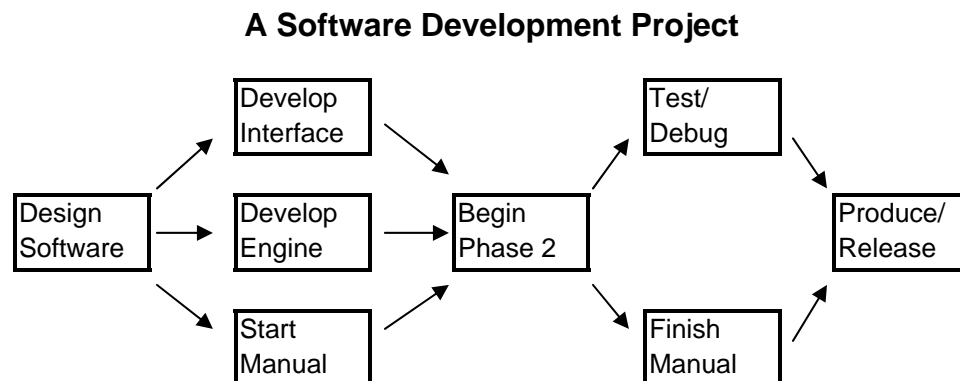 A Software Development Project
Develop
Interface
Test/
Debug
Design
Software
Develop
Engine
Begin
Phase 2
Produce/
Release
Start
Manual
Finish
Manual